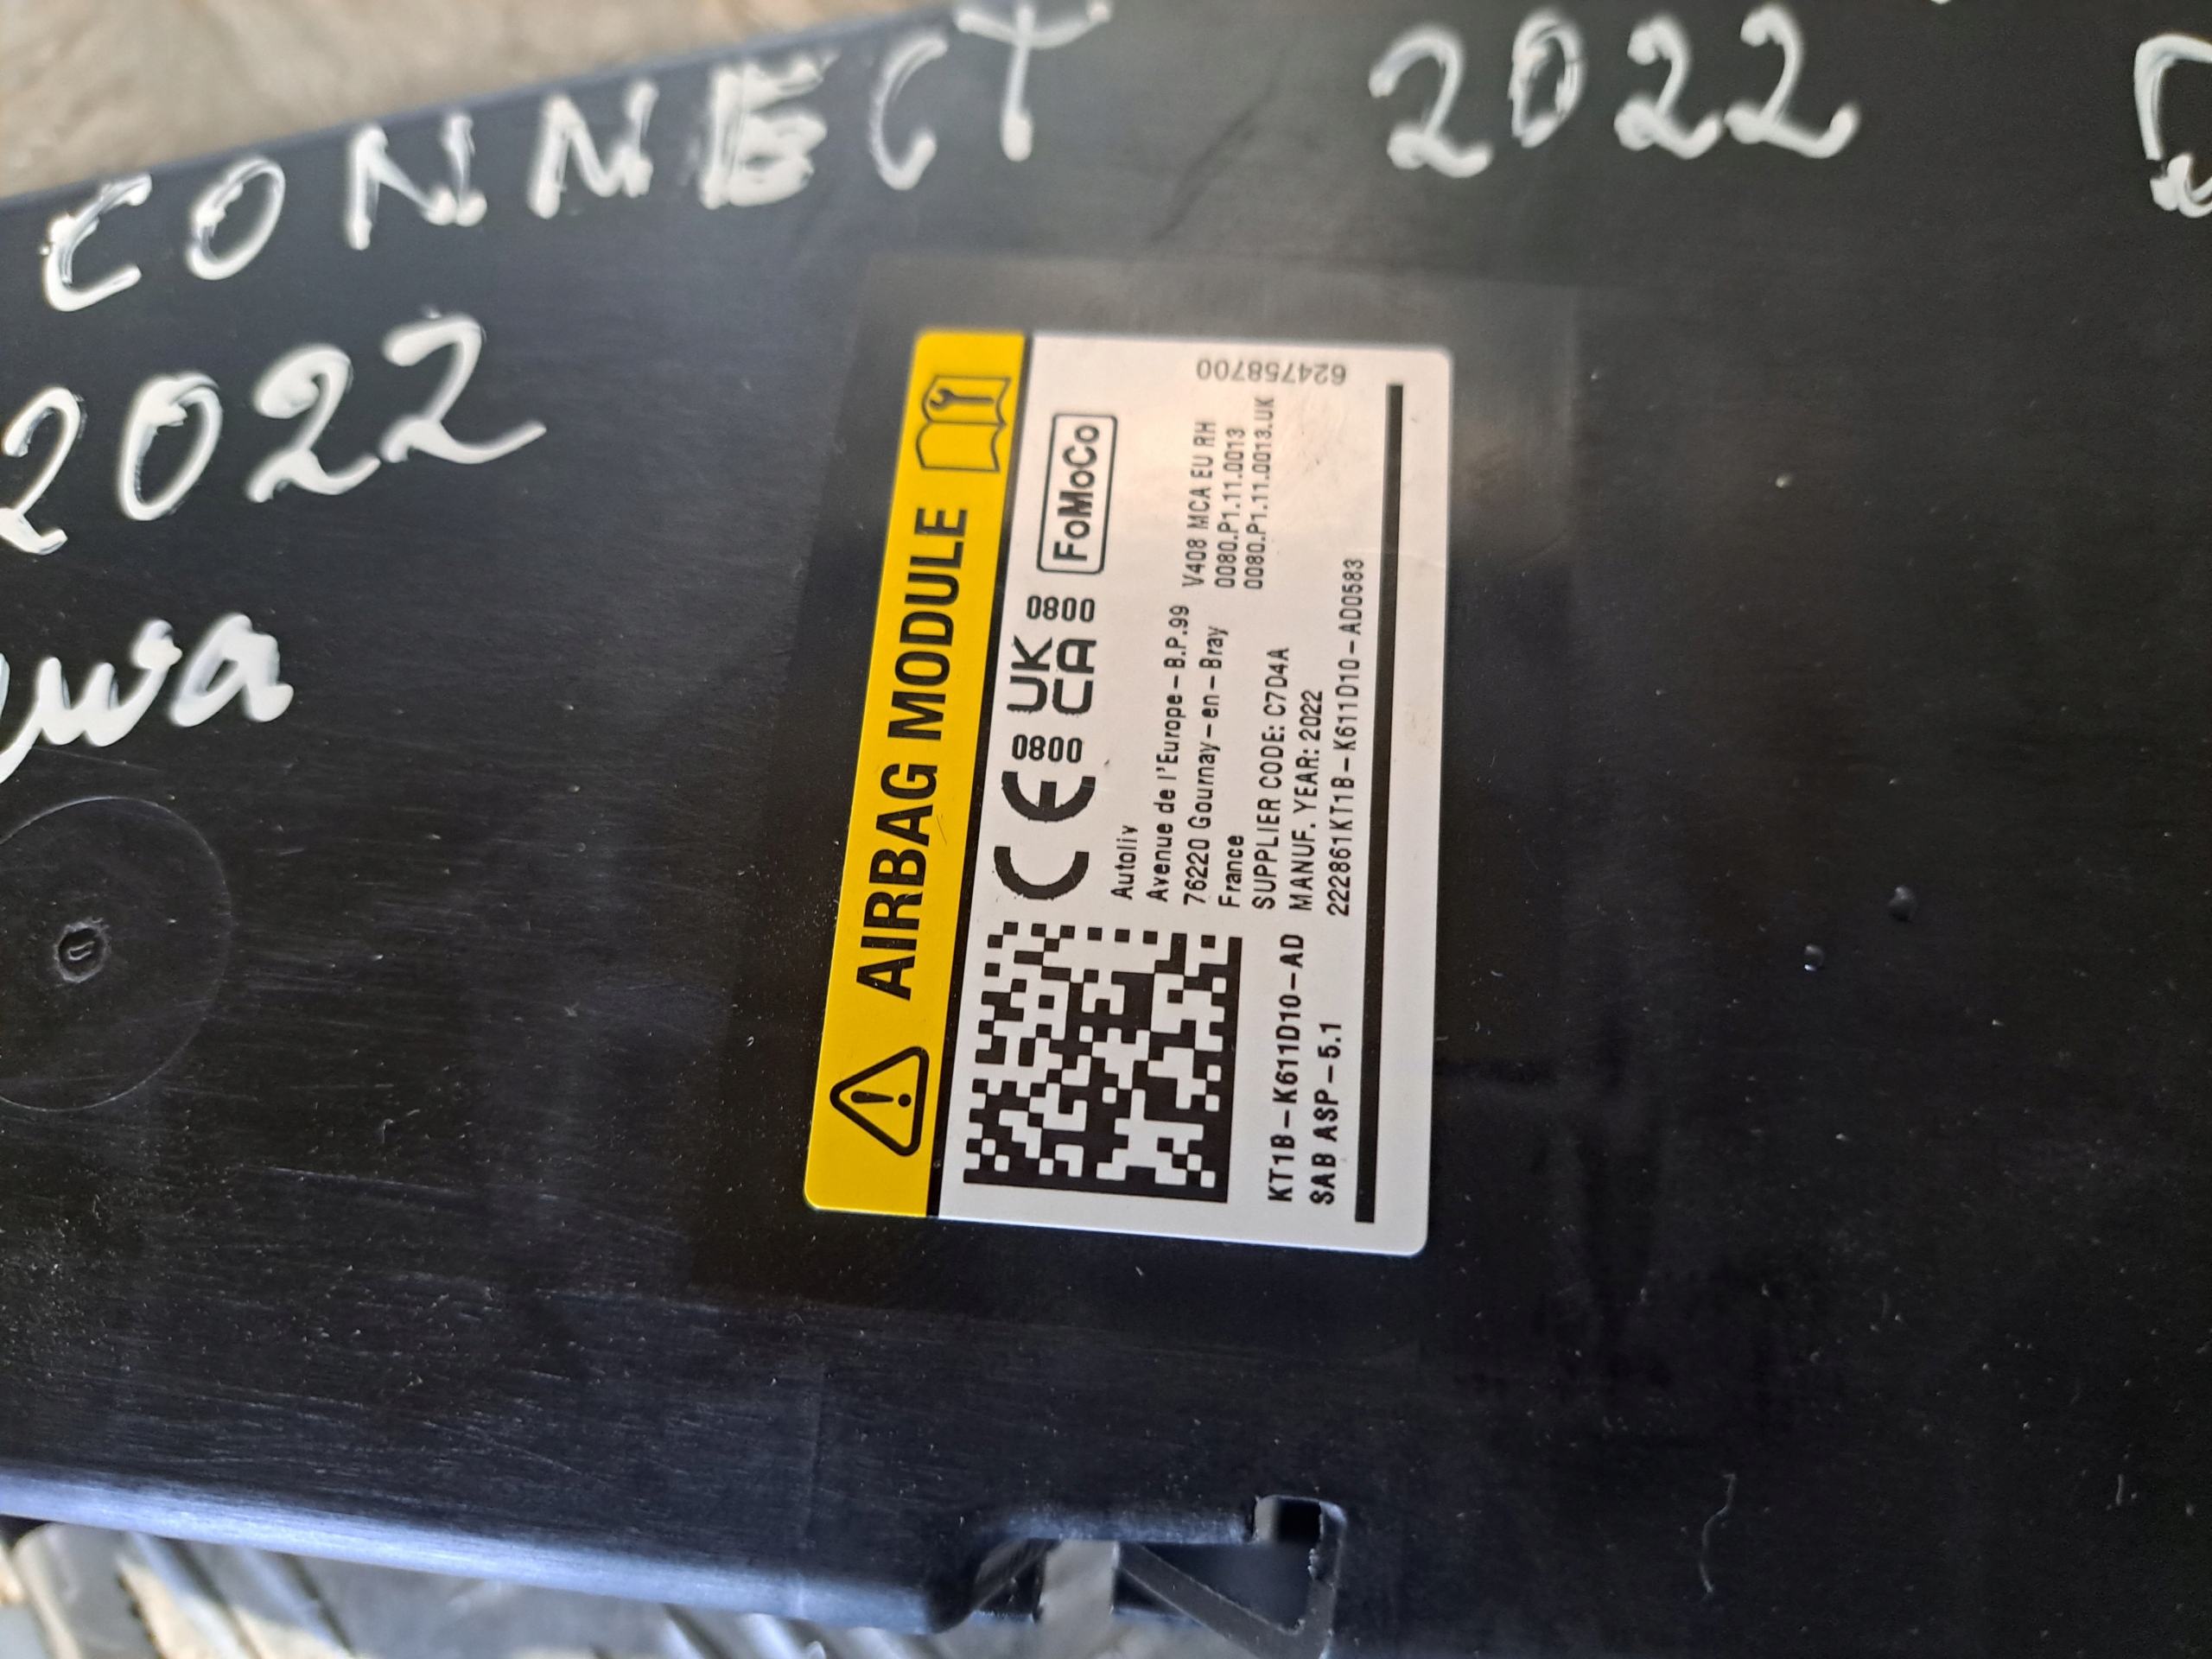 CONNECT 2022
2022
AIRBAG MODULE
CE 0800 UK CA 0800 FoMoCo
Autoliv
Avenue de l'Europe-B.P.99
76220 Gournay-en-Bray
France
SUPPLIER CODE: C7D4A
MANUF. YEAR: 2022
222861KT1B-K611D10-AD0583
V408 MCA EU RH
0080.P1.11.0013
0080.P1.11.0013.UK
624758700
KT1B-K611D10-AD
SAB ASP-5.1